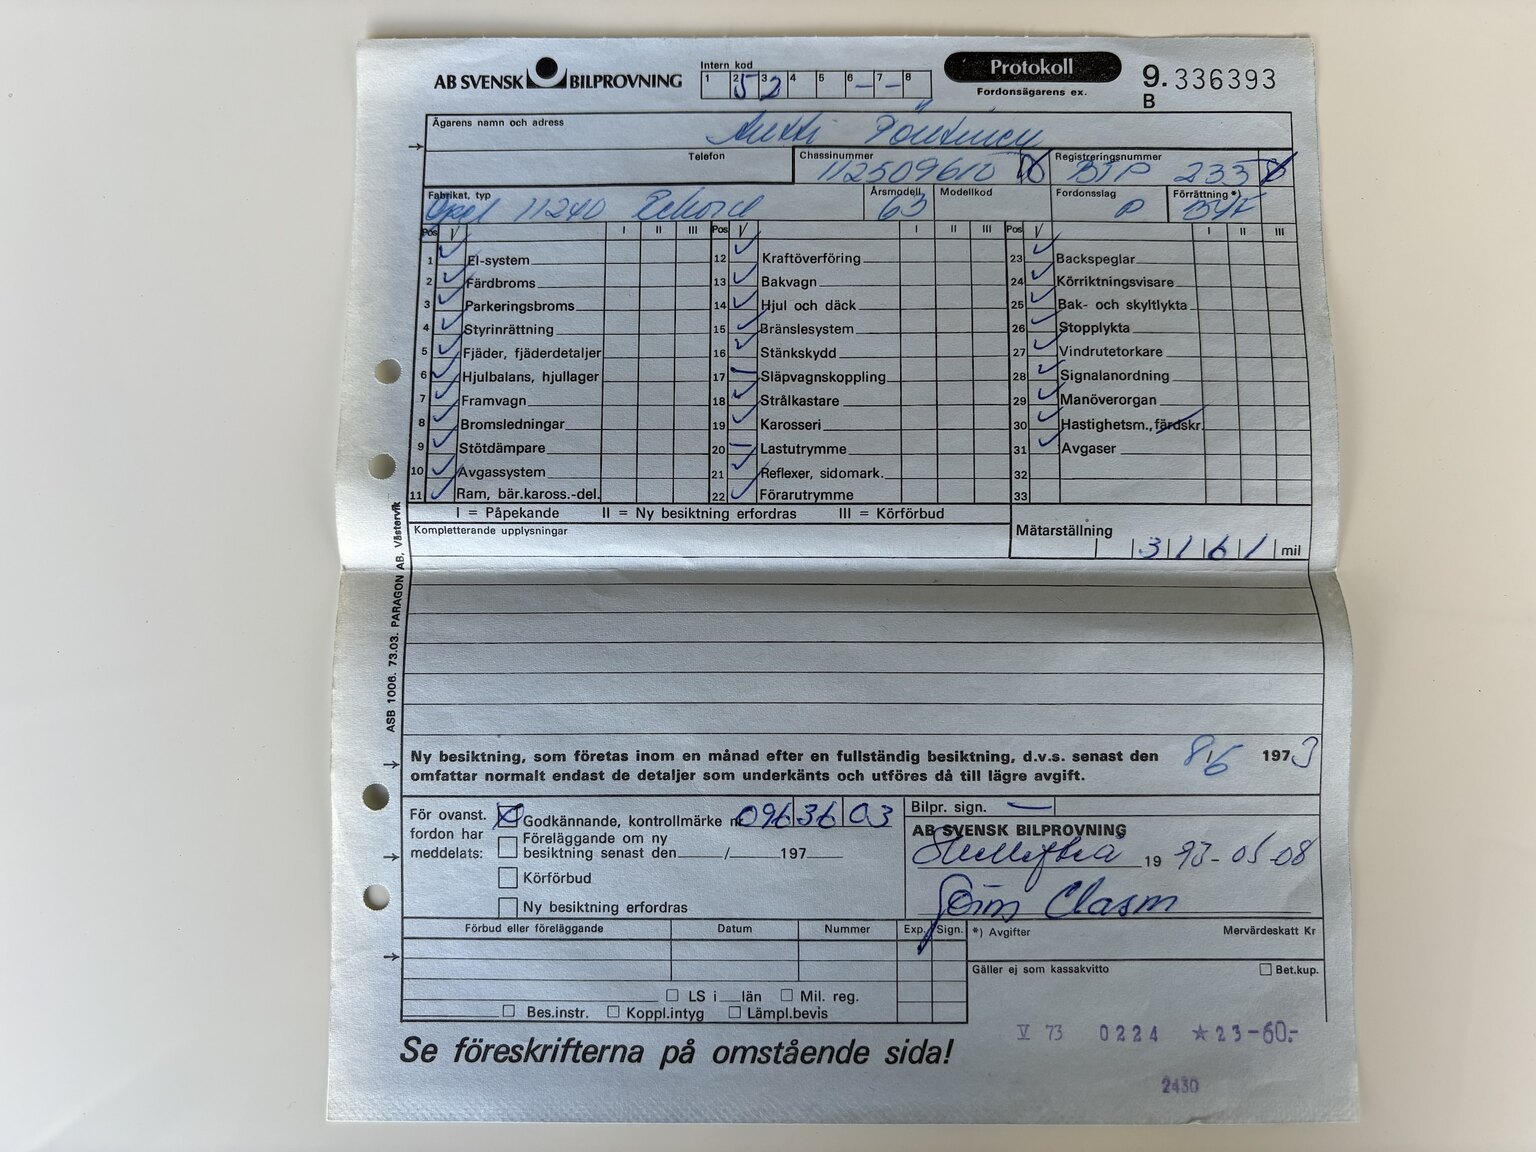 AB SVENSK BILPROVNING
Intern kod
1 2 3 4 5 6 7 8
5 2 - -
Protokoll
Fordonsägarens ex.
9. 336393
B
Ägarens namn och adress
Antti
Telefon
Chassinummer
112509610
Registreringsnummer
233
Fabrikat, typ
Opel 11240 Rekord
Årsmodell
63
Modellkod
Fordonsslag
P
Förrättning *)
Pos V I II III Pos V I II III Pos V I II III
1 El-system 12 Kraftöverföring 23 Backspeglar
2 Färdbroms 13 Bakvagn 24 Körriktningsvisare
3 Parkeringsbroms 14 Hjul och däck 25 Bak- och skyltlykta
4 Styrinrättning 15 Bränslesystem 26 Stopplykta
5 Fjäder, fjäderdetaljer 16 Stänkskydd 27 Vindrutetorkare
6 Hjulbalans, hjullager 17 Släpvagnskoppling 28 Signalanordning
7 Framvagn 18 Strålkastare 29 Manöverorgan
8 Bromsledningar 19 Karosseri 30 Hastighetsm., färdskr.
9 Stötdämpare 20 Lastutrymme 31 Avgaser
10 Avgassystem 21 Reflexer, sidomark. 32
11 Ram, bär.kaross.-del. 22 Förarutrymme 33
I = Påpekande II = Ny besiktning erfordras III = Körförbud
Kompletterande upplysningar
Mätarställning
3161 mil
ASB 1006. 73.03. PARAGON AB, Västervik
Ny besiktning, som företas inom en månad efter en fullständig besiktning, d.v.s. senast den 8/6 1973
omfattar normalt endast de detaljer som underkänts och utföres då till lägre avgift.
För ovanst. fordon har meddelats:
Godkännande, kontrollmärke nr 0963603
Föreläggande om ny
besiktning senast den / 197
Körförbud
Ny besiktning erfordras
Bilpr. sign.
AB SVENSK BILPROVNING
19 73-05-08
Förbud eller föreläggande Datum Nummer Exp. Sign.
*) Avgifter Mervärdeskatt Kr
Gäller ej som kassakvitto Bet.kup.
LS i län Mil. reg.
Bes.instr. Koppl.intyg Lämpl.bevis
V 73 0224 ★23-60.-
2430
Se föreskrifterna på omstående sida!